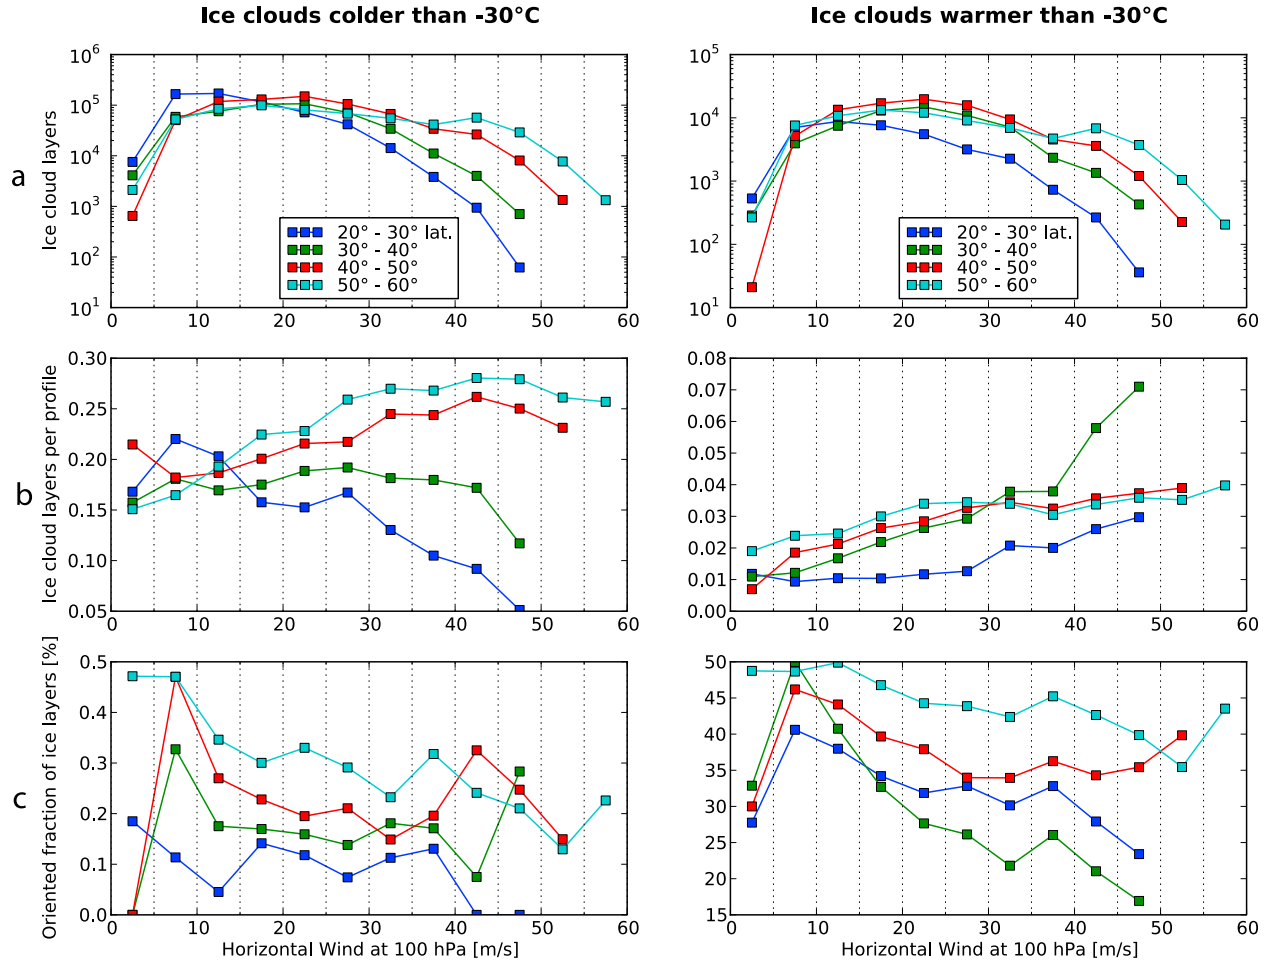 Ice clouds colder than -30°C
Ice clouds warmer than -30°C
a
Ice cloud layers
10^6
10^5
10^4
10^3
10^2
10^1
0 10 20 30 40 50 60
20° - 30° lat.
30° - 40°
40° - 50°
50° - 60°
Ice cloud layers
10^5
10^4
10^3
10^2
10^1
0 10 20 30 40 50 60
20° - 30° lat.
30° - 40°
40° - 50°
50° - 60°
b
Ice cloud layers per profile
0.30
0.25
0.20
0.15
0.10
0.05
0 10 20 30 40 50 60
0.08
0.07
0.06
0.05
0.04
0.03
0.02
0.01
0.00
0 10 20 30 40 50 60
c
Oriented fraction of ice layers [%]
0.5
0.4
0.3
0.2
0.1
0.0
0 10 20 30 40 50 60
Horizontal Wind at 100 hPa [m/s]
50
45
40
35
30
25
20
15
0 10 20 30 40 50 60
Horizontal Wind at 100 hPa [m/s]